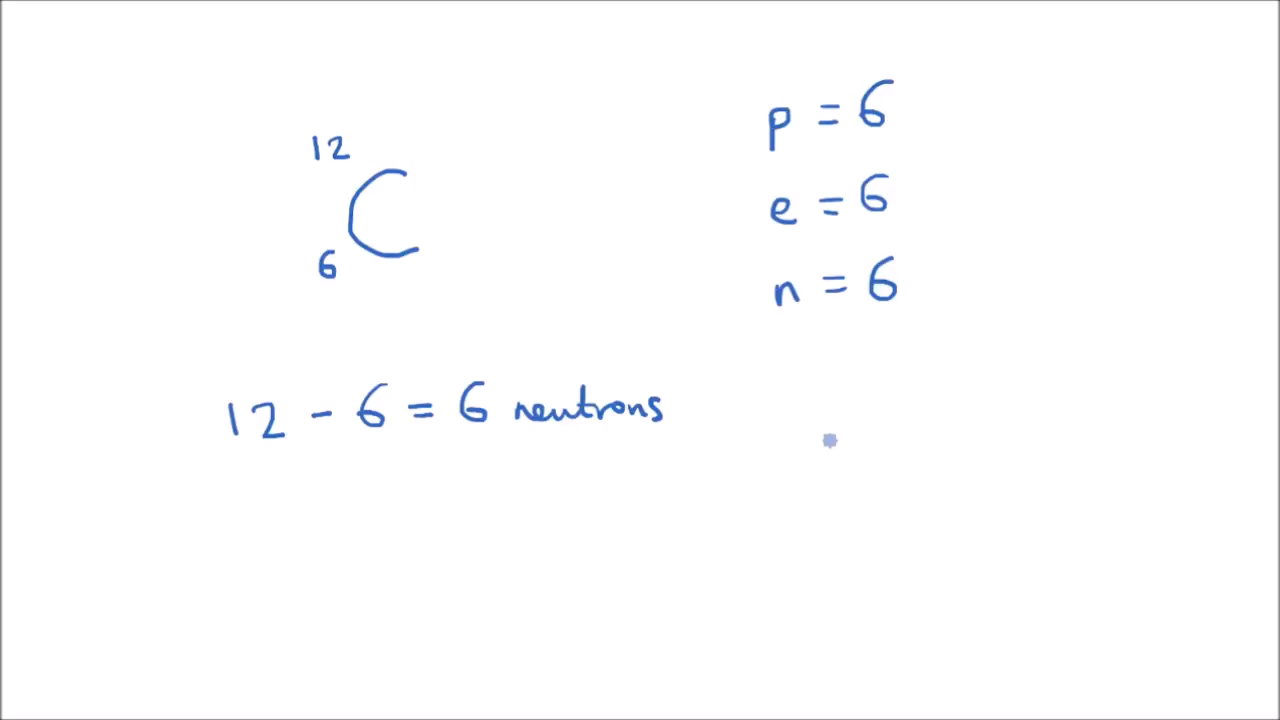 12
C
6
p = 6
e = 6
n = 6
12 - 6 = 6 neutrons